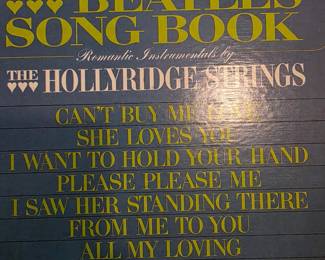 BEATLES
SONG BOOK
Romantic Instrumentals by
THE HOLLYRIDGE STRINGS
CAN'T BUY ME
SHE LOVES YOU
I WANT TO HOLD YOUR HAND
PLEASE PLEASE ME
I SAW HER STANDING THERE
FROM ME TO YOU
ALL MY LOVING